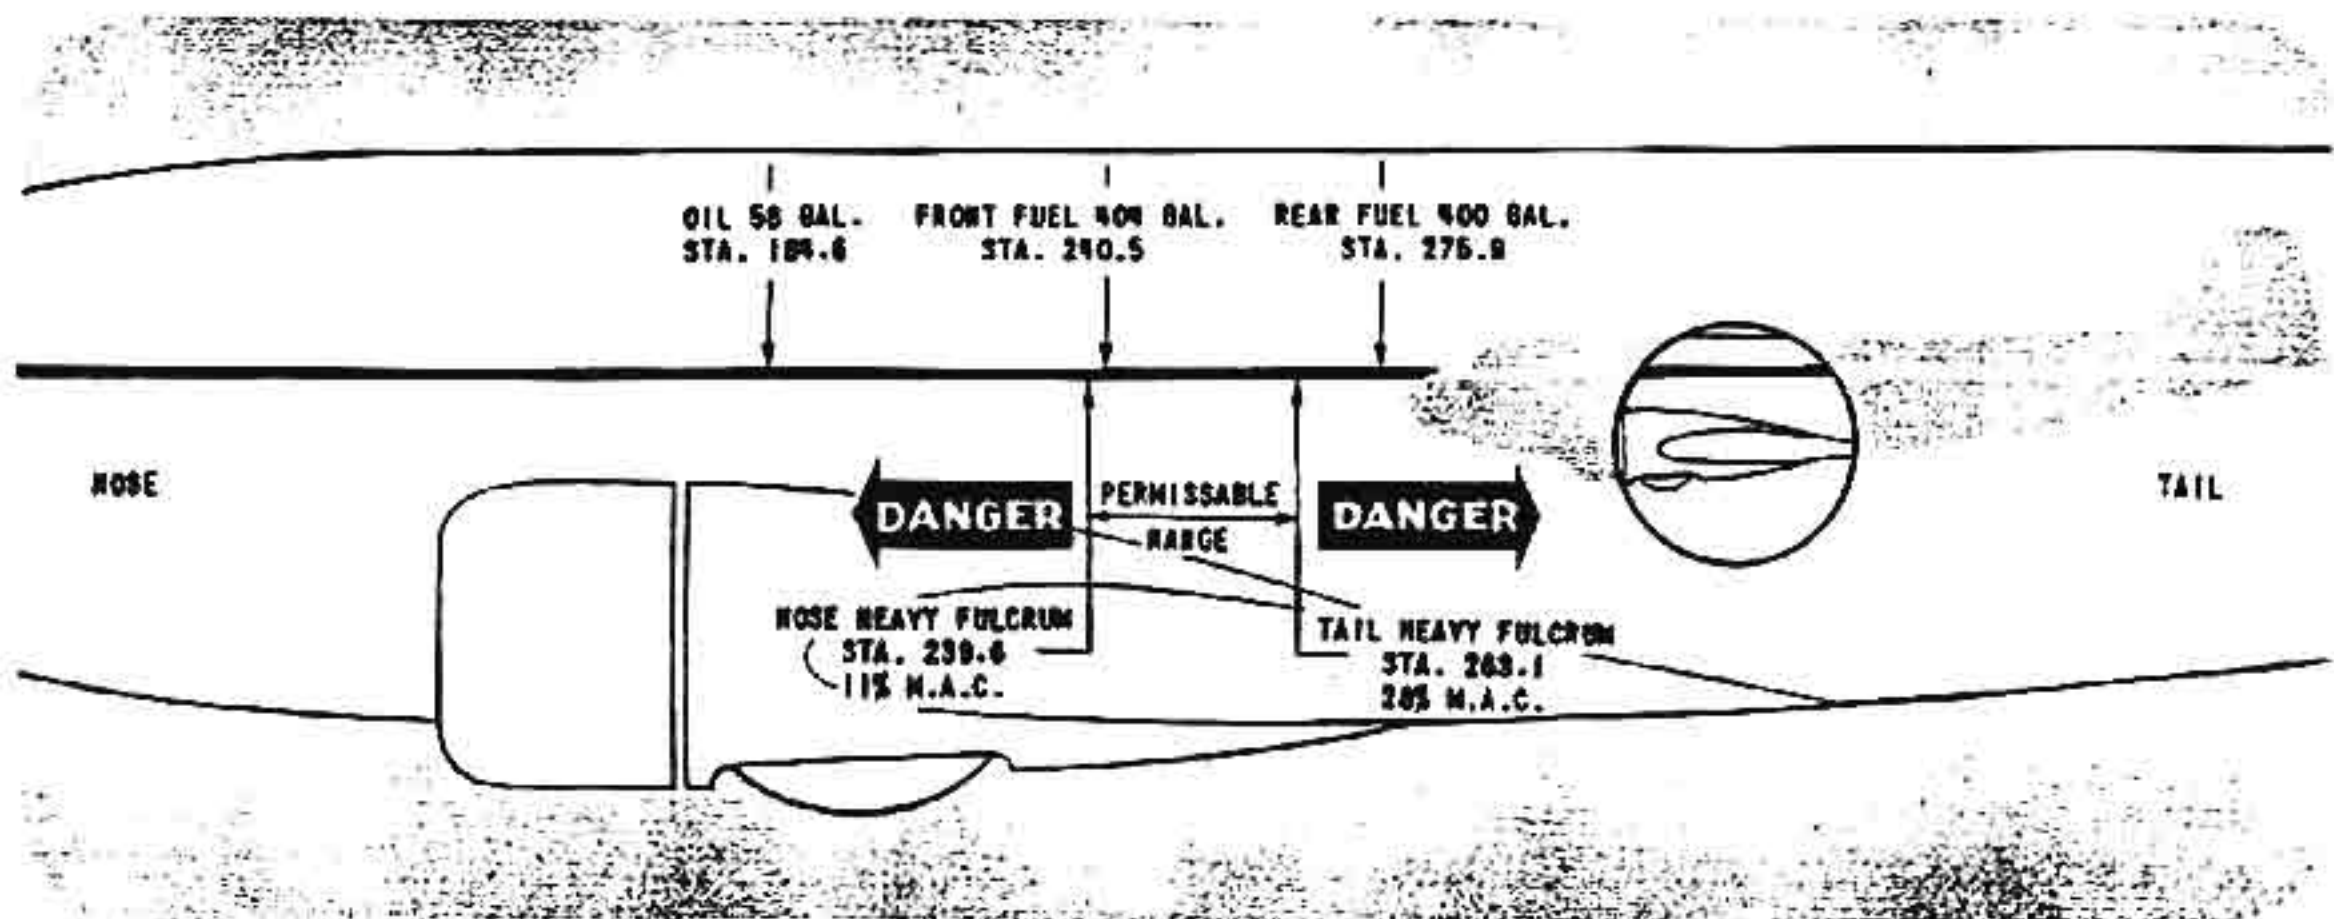 OIL 58 GAL.
STA. 184.6
FRONT FUEL 404 GAL.
STA. 240.5
REAR FUEL 400 GAL.
STA. 275.9
NOSE
TAIL
DANGER
PERMISSABLE
RANGE
DANGER
NOSE HEAVY FULCRUM
STA. 239.6
11% M.A.C.
TAIL HEAVY FULCRUM
STA. 263.1
28% M.A.C.